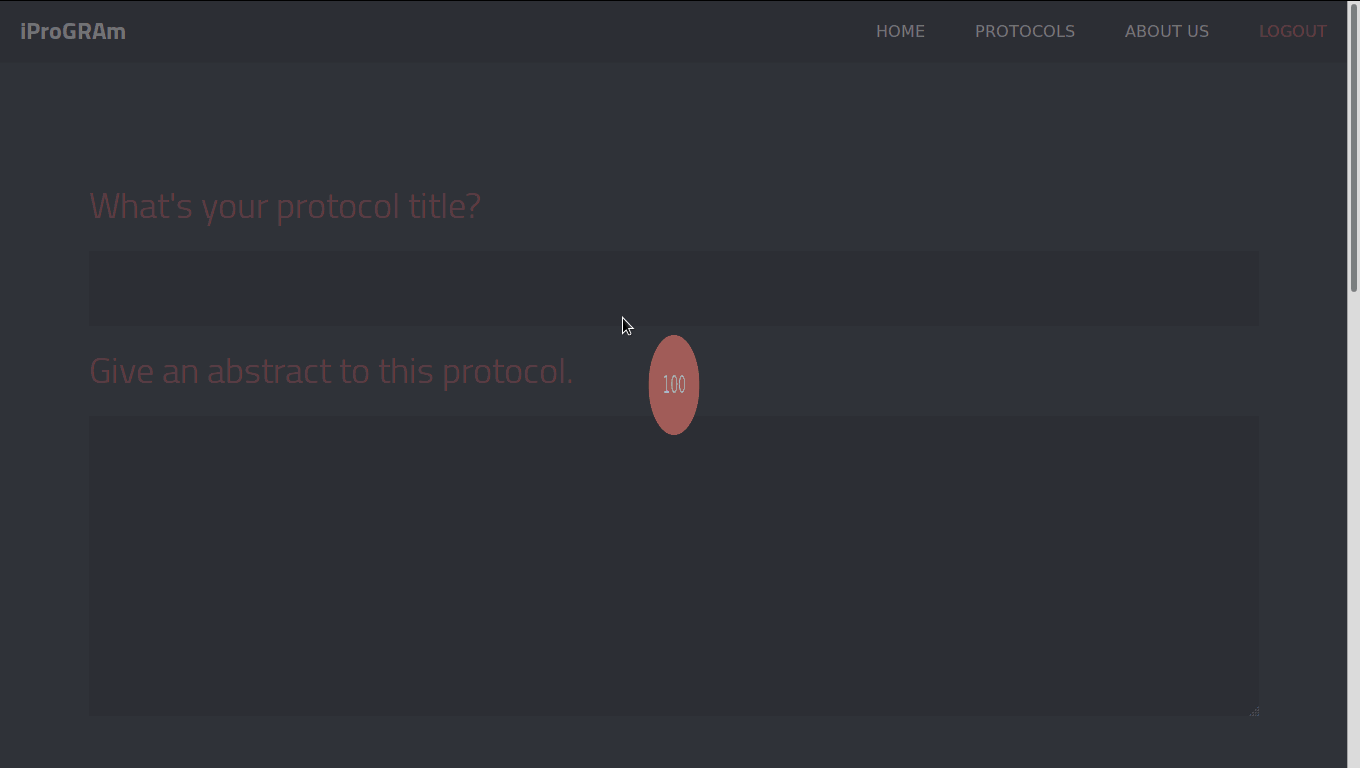 iProGRAm HOME PROTOCOLS ABOUT US LOGOUT
What's your protocol title?
Give an abstract to this protocol.
100